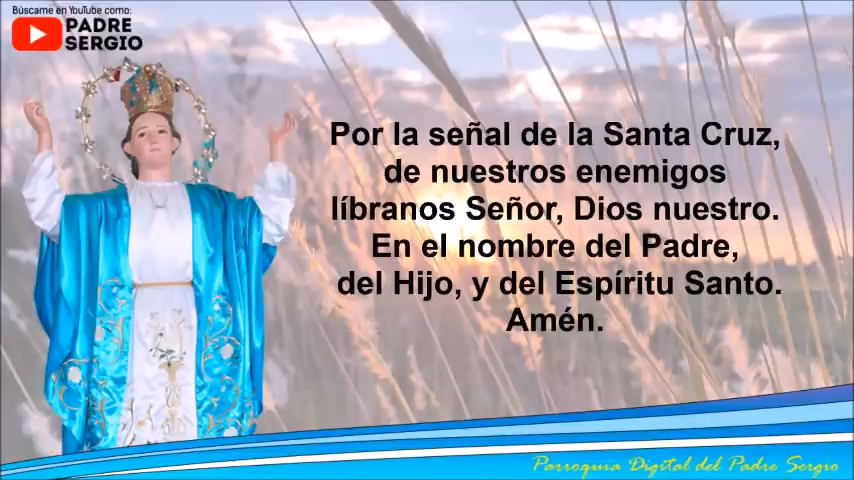 Búscame en YouTube como:
PADRE
SERGIO
Por la señal de la Santa Cruz,
de nuestros enemigos
líbranos Señor, Dios nuestro.
En el nombre del Padre,
del Hijo, y del Espíritu Santo.
Amén.
Parroquia Digital del Padre Sergio